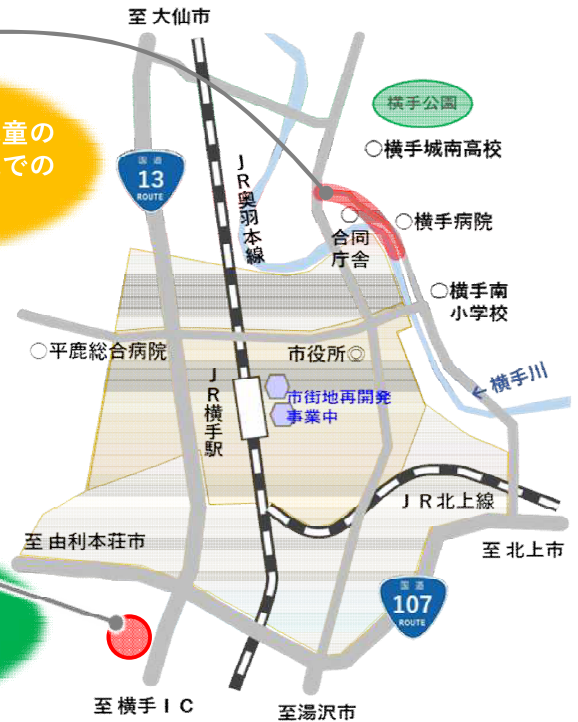 至 大仙市
童の
での
国道
13
ROUTE
JR奥羽本線
横手公園
○横手城南高校
○横手病院
○
合同
庁舎
○横手南
小学校
○平鹿総合病院
市役所◎
JR横手駅
市街地再開発
事業中
←横手川
JR北上線
至 由利本荘市
至 北上市
国道
107
ROUTE
至 横手IC
至湯沢市